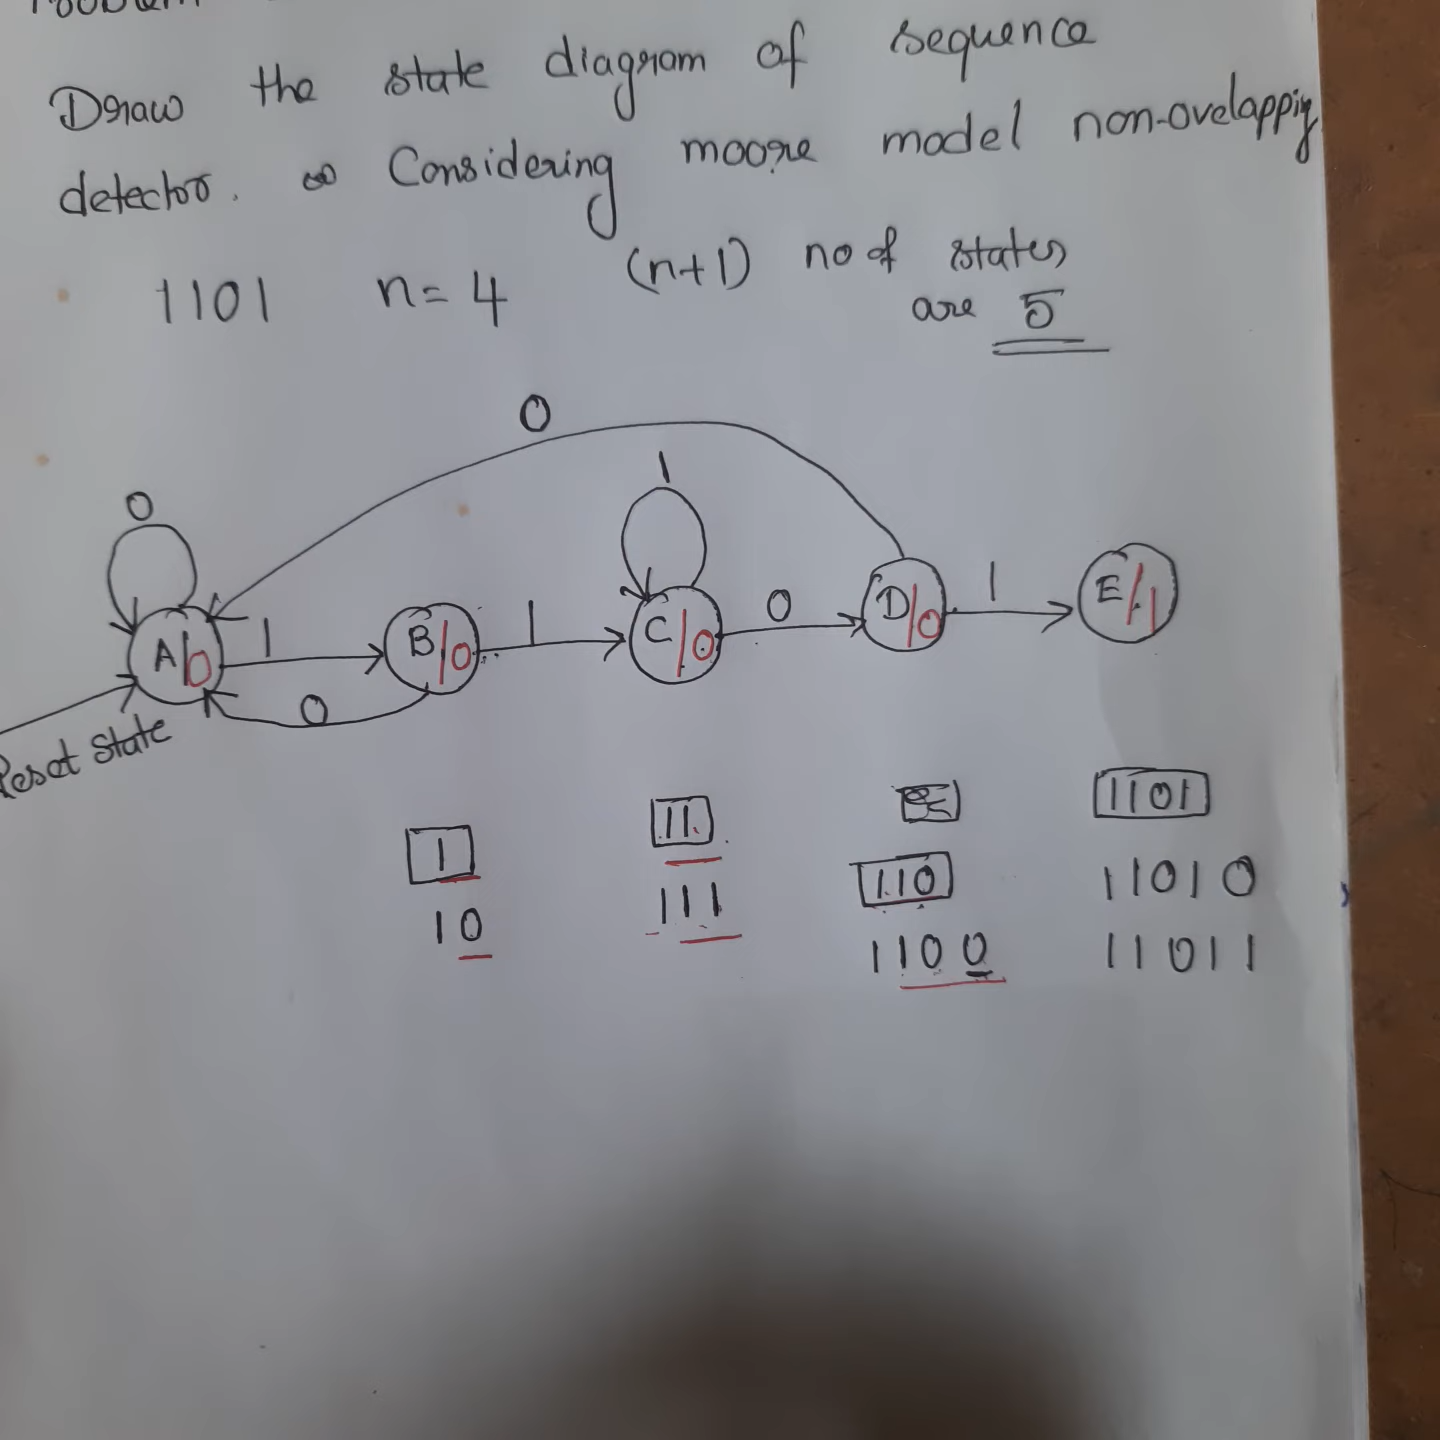 Draw the state diagram of sequence
detector. Considering moore model non-ovelapping
1101 n=4 (n+1) no of states
are 5
0
1
0
A/0 1 B/0 1 C/0 0 D/0 1 E/1
0
Reset State
1 11 1101
110 11010
10 111
1100 11011